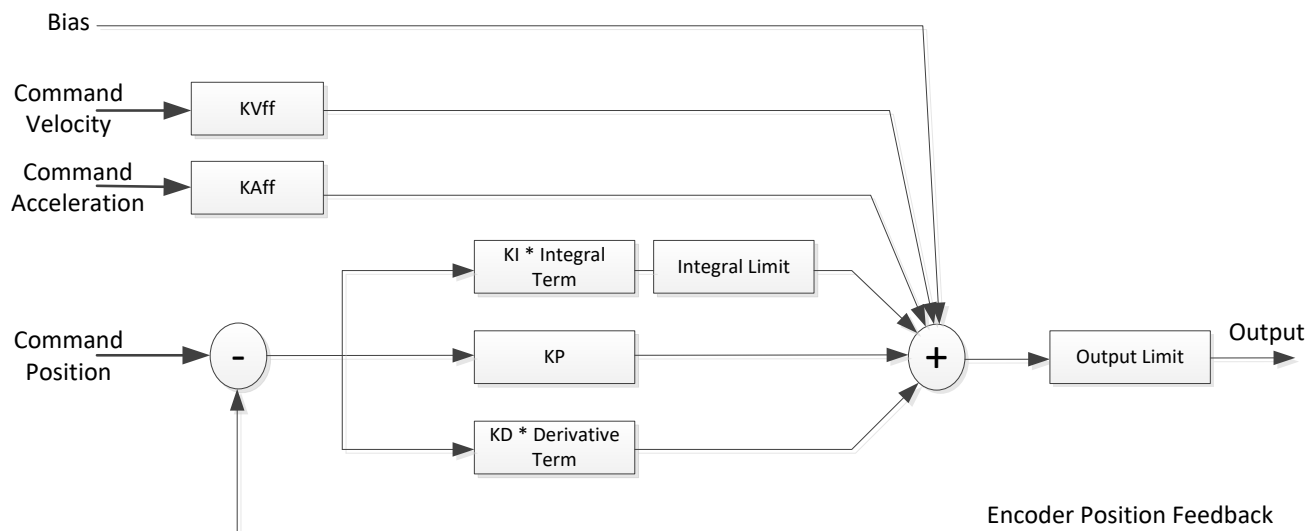 Bias
Command
Velocity
KVff
Command
Acceleration
KAff
KI * Integral
Term
Integral Limit
Command
Position
-
KP
+
Output Limit
Output
KD * Derivative
Term
Encoder Position Feedback